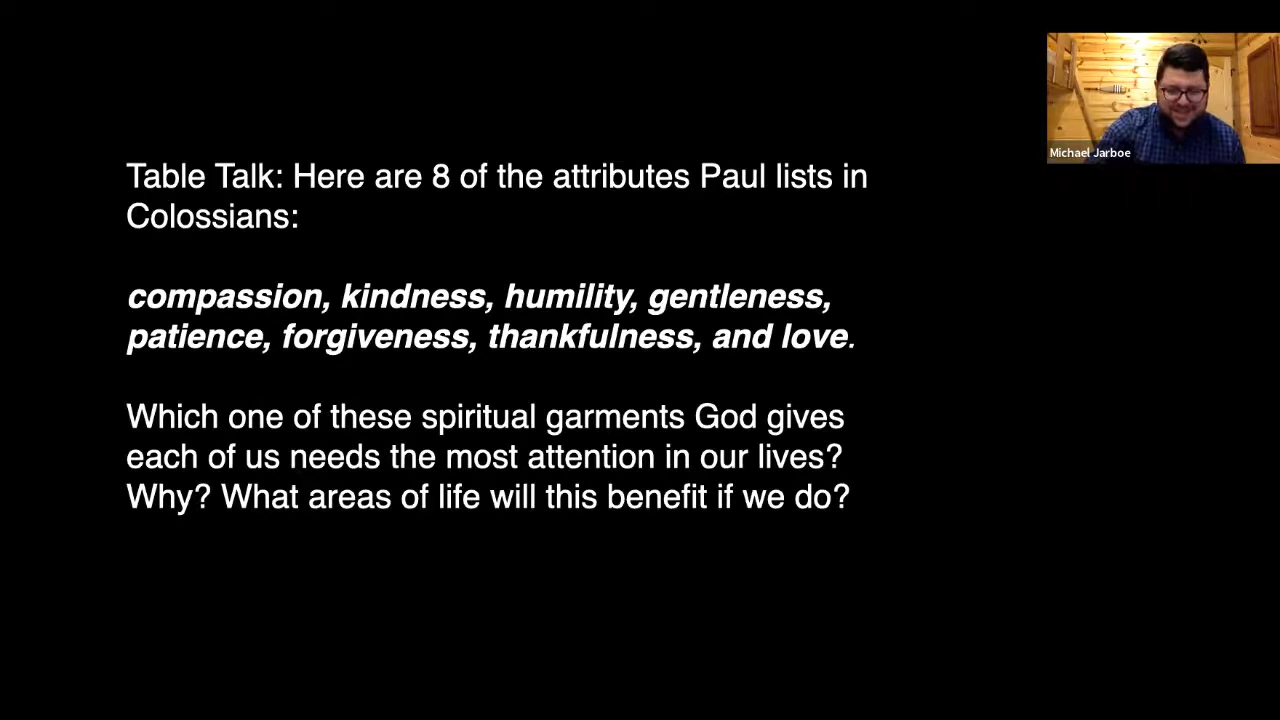 Michael Jarboe
Table Talk: Here are 8 of the attributes Paul lists in
Colossians:
compassion, kindness, humility, gentleness,
patience, forgiveness, thankfulness, and love.
Which one of these spiritual garments God gives
each of us needs the most attention in our lives?
Why? What areas of life will this benefit if we do?